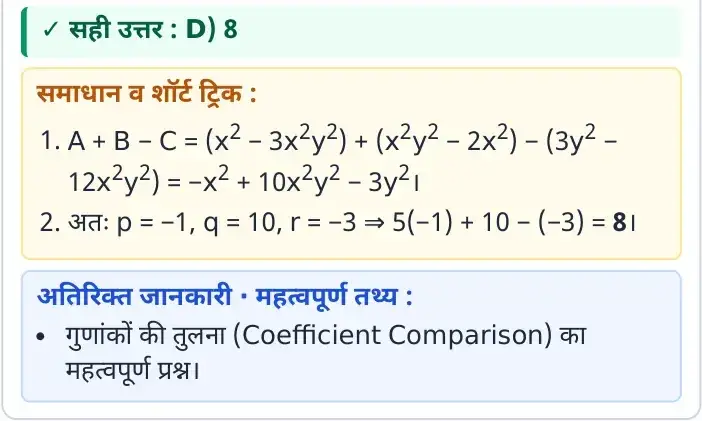 ✓ सही उत्तर : D) 8
समाधान व शॉर्ट ट्रिक :
1. A + B − C = (x² − 3x²y²) + (x²y² − 2x²) − (3y² −
12x²y²) = −x² + 10x²y² − 3y²।
2. अतः p = −1, q = 10, r = −3 ⇒ 5(−1) + 10 − (−3) = 8।
अतिरिक्त जानकारी · महत्वपूर्ण तथ्य :
• गुणांकों की तुलना (Coefficient Comparison) का
महत्वपूर्ण प्रश्न।